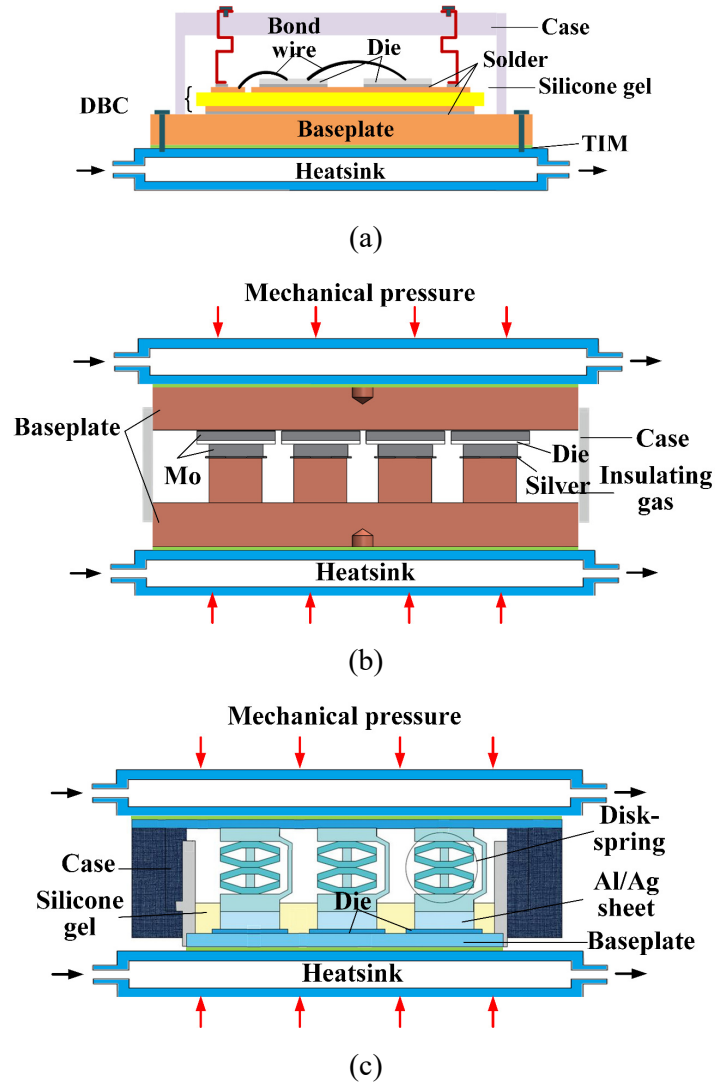 Bond
wire
Die
Case
Solder
Silicone gel
DBC
{
Baseplate
TIM
Heatsink
(a)
Mechanical pressure
Baseplate
Mo
Die
Case
Silver
Insulating
gas
Heatsink
(b)
Mechanical pressure
Disk-
spring
Case
Silicone
gel
Al/Ag
sheet
Die
Baseplate
Heatsink
(c)